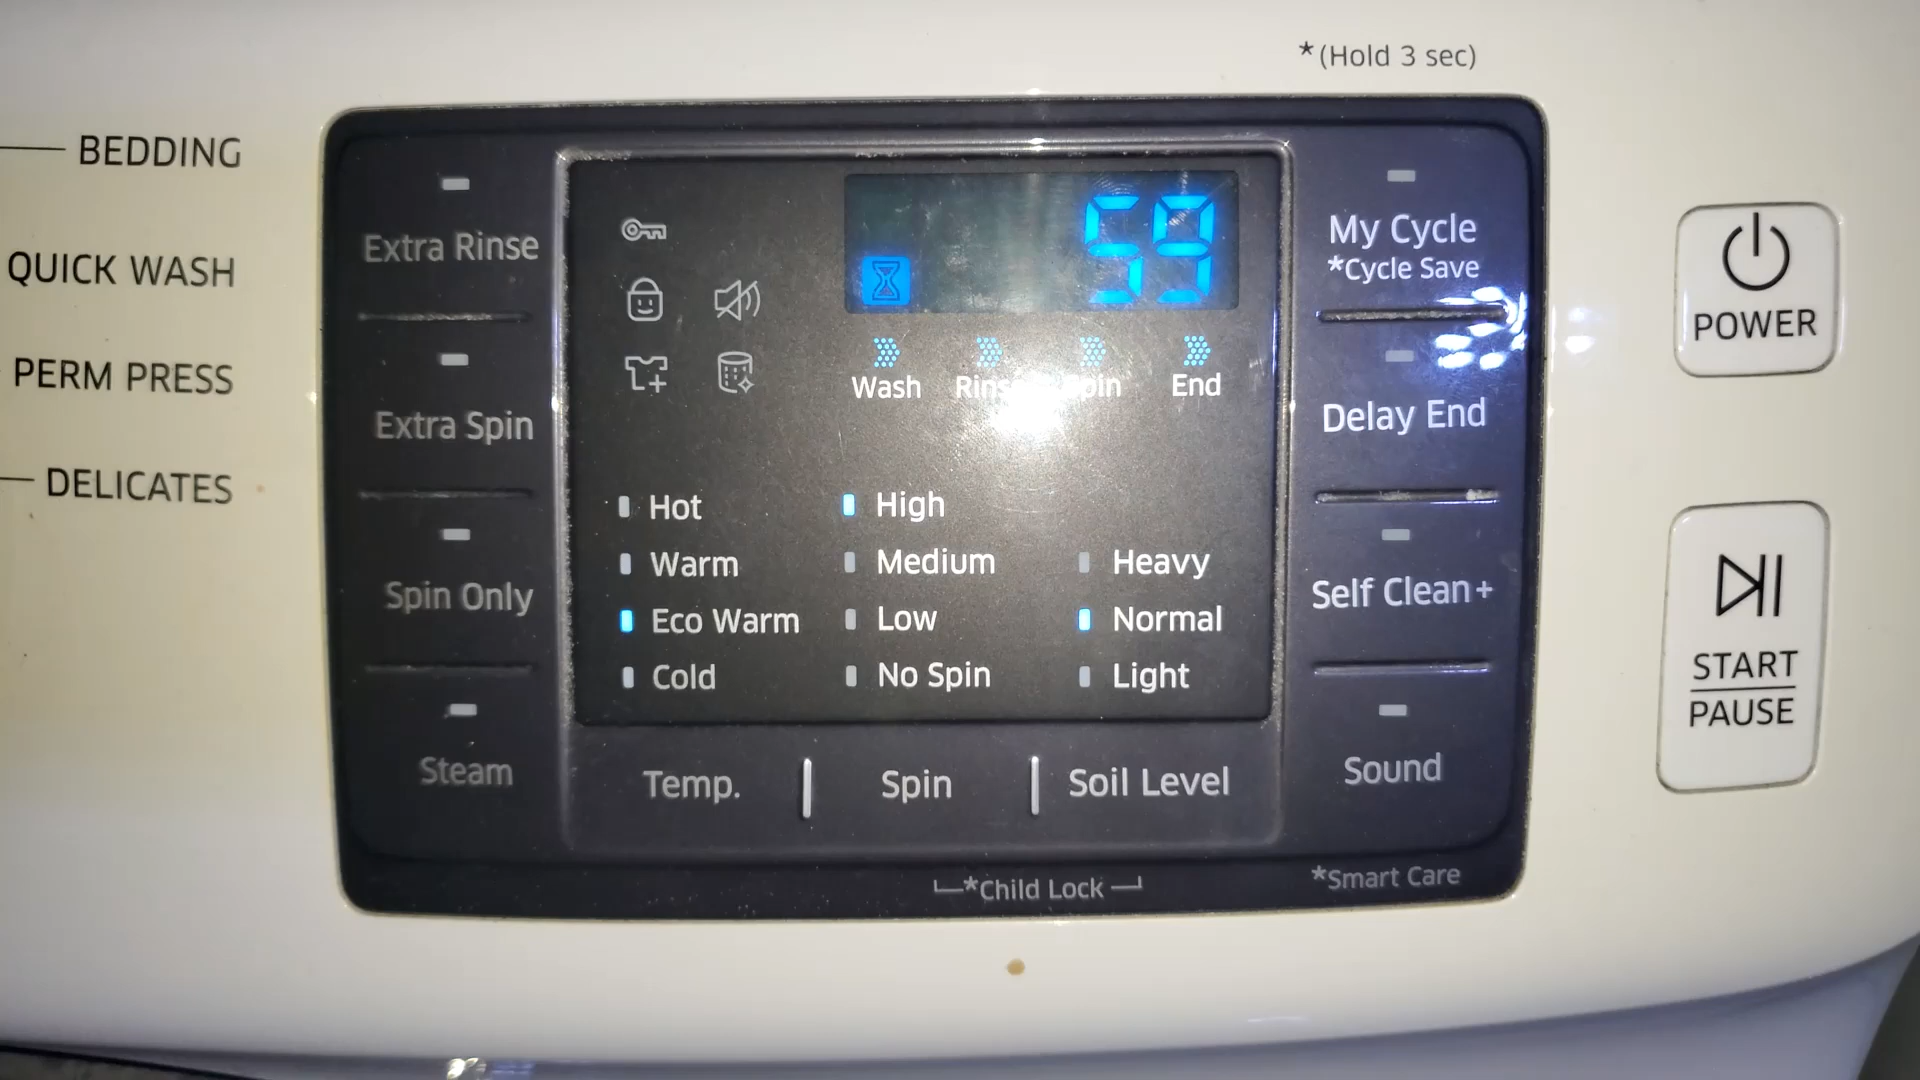 *(Hold 3 sec)
BEDDING
QUICK WASH
PERM PRESS
DELICATES
Extra Rinse
Extra Spin
Spin Only
Steam
59
Wash Rinse Spin End
Hot
Warm
Eco Warm
Cold
High
Medium
Low
No Spin
Heavy
Normal
Light
Temp. Spin Soil Level
*Child Lock
My Cycle
*Cycle Save
Delay End
Self Clean+
Sound
*Smart Care
POWER
START
PAUSE